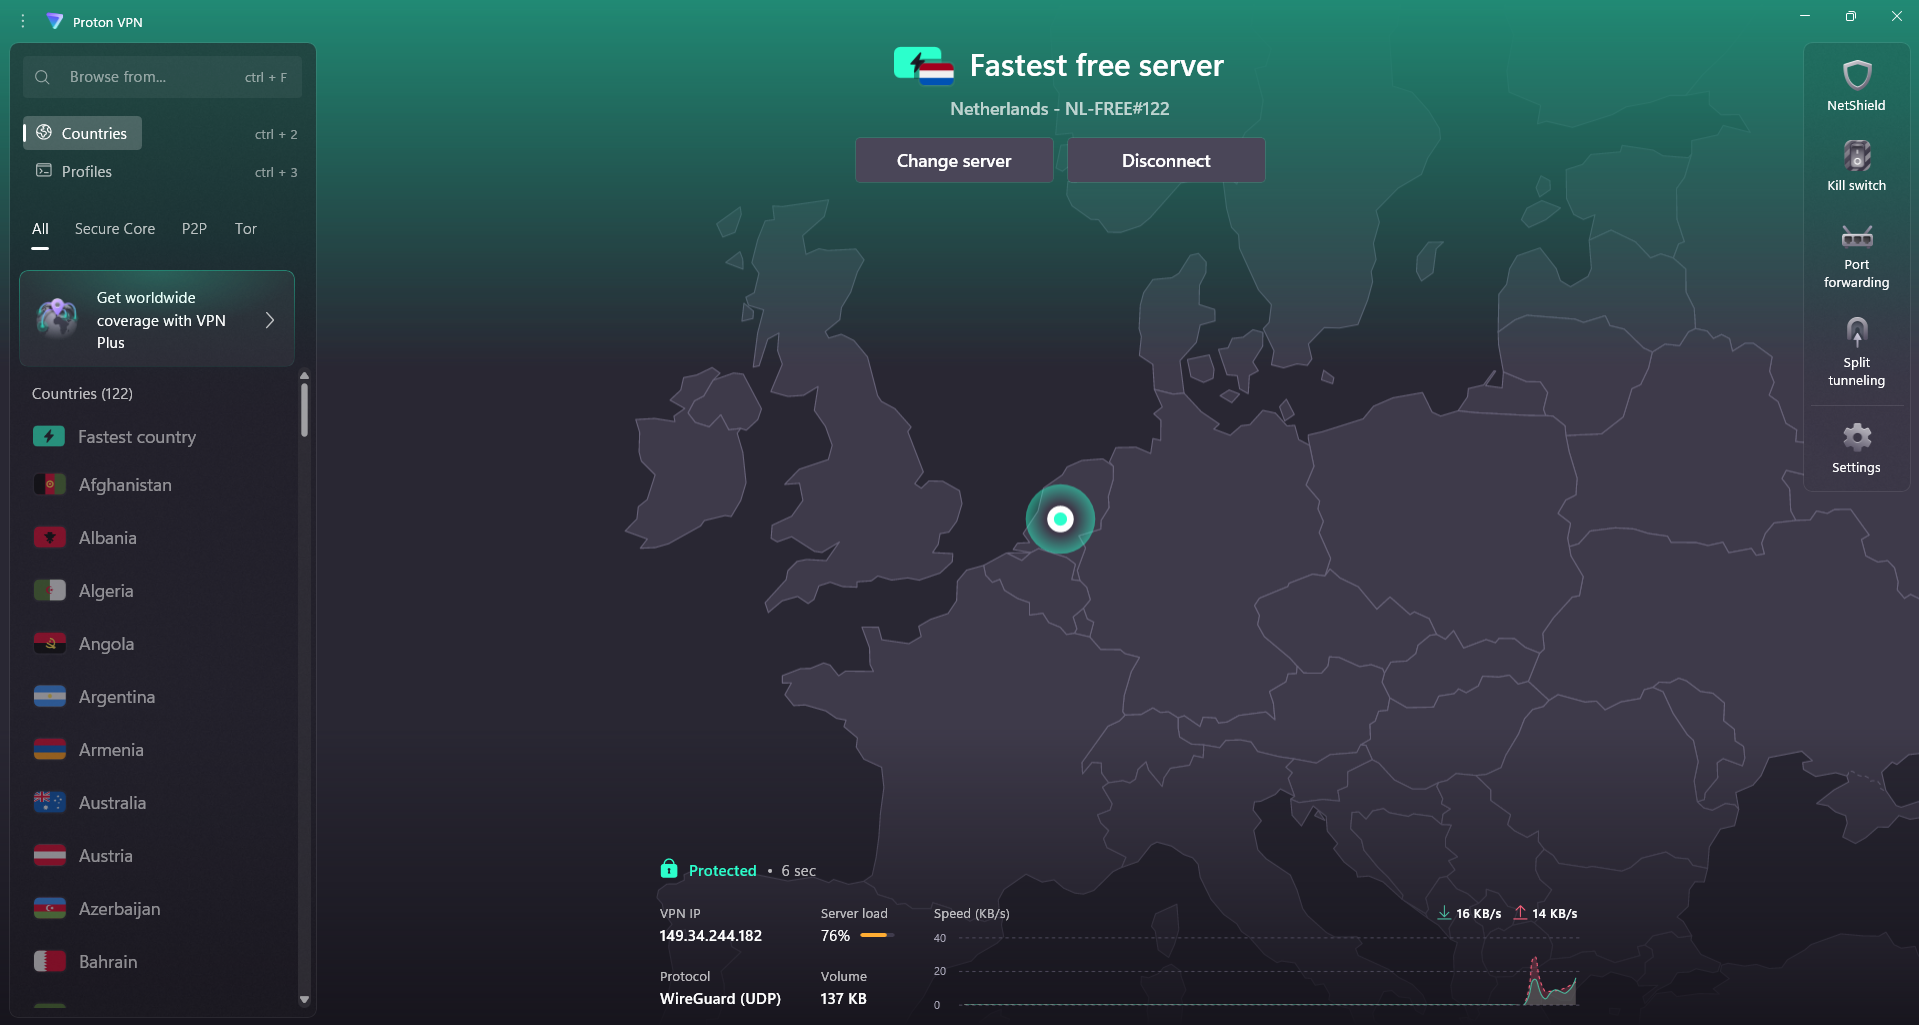 Proton VPN
Browse from...
ctrl + F
Countries
ctrl + 2
Profiles
ctrl + 3
All
Secure Core
P2P
Tor
Get worldwide
coverage with VPN
Plus
Countries (122)
Fastest country
Afghanistan
Albania
Algeria
Angola
Argentina
Armenia
Australia
Austria
Azerbaijan
Bahrain
Fastest free server
Netherlands - NL-FREE#122
Change server
Disconnect
NetShield
Kill switch
Port
forwarding
Split
tunneling
Settings
Protected • 6 sec
VPN IP
149.34.244.182
Server load
76%
Protocol
WireGuard (UDP)
Volume
137 KB
Speed (KB/s)
16 KB/s
14 KB/s
40
20
0